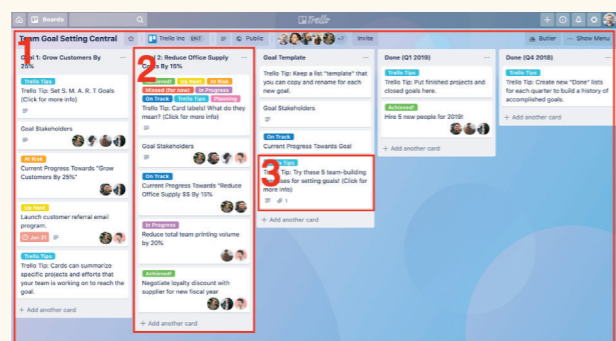 Boards
Trello
Team Goal Setting Central
Trello Inc
ENT
Public
+7
Invite
Butler
Show Menu
1
Goal 1: Grow Customers By
25%
Trello Tips
Trello Tip: Set S. M. A. R. T Goals
(Click for more info)
Goal Stakeholders
At Risk
Current Progress Towards "Grow
Customers By 25%"
Up Next
Launch customer referral email
program.
Jan 31
Trello Tips
Trello Tip: Cards can summarize
specific projects and efforts that
your team is working on to reach the
goal.
+ Add another card
2
2: Reduce Office Supply
By 15%
Achieved!
Up Next
At Risk
Missed (for now)
In Progress
On Track
Trello Tips
Planning
Trello Tip: Card labels! What do they
mean? (Click for more info)
Goal Stakeholders
On Track
Current Progress Towards "Reduce
Office Supply $$ By 15%
In Progress
Reduce total team printing volume
by 20%
Achieved!
Negotiate loyalty discount with
supplier for new fiscal year
+ Add another card
Goal Template
Trello Tip: Keep a list "template" that
you can copy and rename for each
new goal.
Goal Stakeholders
On Track
Current Progress Towards Goal
3
Tips
Tip: Try these 5 team-building
for setting goals! (Click for
more info)
1
+ Add another card
Done (Q1 2019)
Trello Tips
Trello Tip: Put finished projects and
closed goals here.
Achieved!
Hire 5 new people for 2019!
+ Add another card
Done (Q4 2018)
Trello Tips
Trello Tip: Create new "Done" lists
for each quarter to build a history of
accomplished goals.
+ Add another card